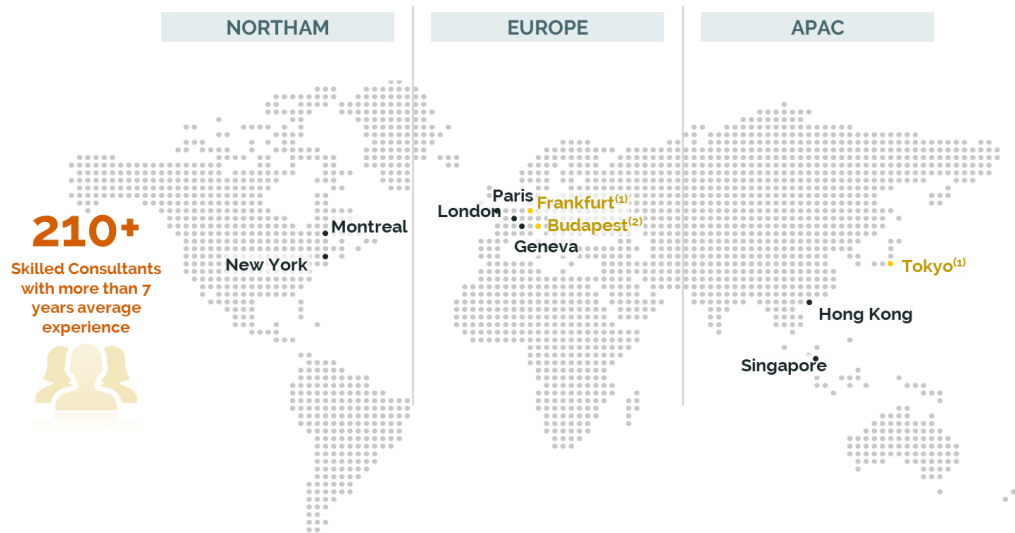 NORTHAM
EUROPE
APAC
Paris
Frankfurt(1)
London
Budapest(2)
Montreal
Geneva
New York
Tokyo(1)
Hong Kong
Singapore
210+
Skilled Consultants
with more than 7
years average
experience